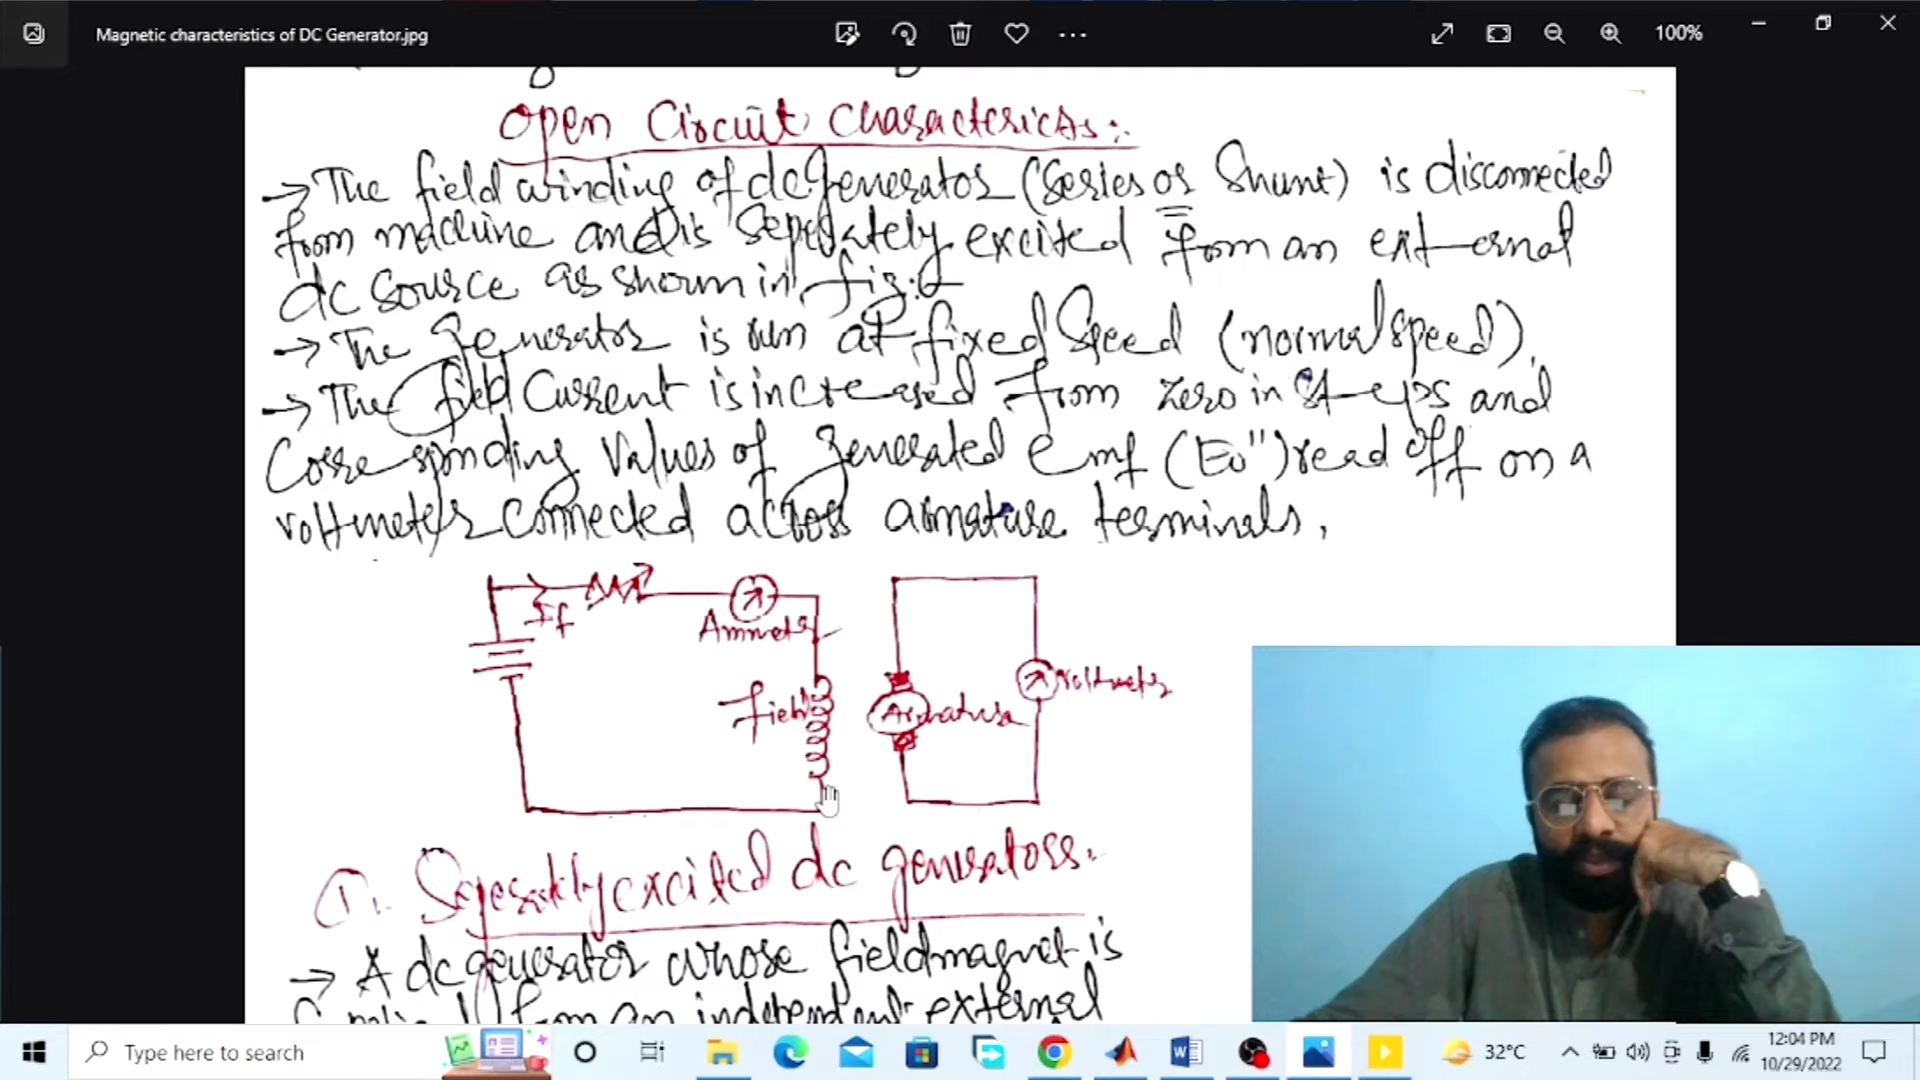 Magnetic characteristics of DC Generator.jpg
100%
Open Circuit Characterictis:
→ The field winding of dc generator (Series or Shunt) is disconnected
from machine and is seperately excited from an external
dc source as shown in fig:
→ The generator is run at fixed Speed (normal speed),
→ The field Current is increased from zero in steps and
Corresponding Values of generated emf (Eo") read off on a
voltmeter connected across armature terminals,
If
Ammeter
Field
Armature
voltmeter
1. Seperately excited dc generators.
→ A dc generator whose field magnet is
from an independent external
Type here to search
32°C
12:04 PM
10/29/2022